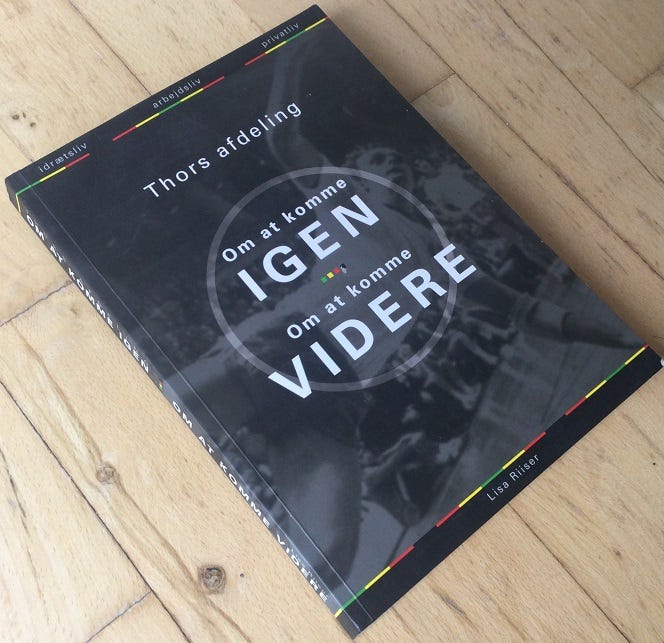 idrætsliv
arbejdsliv
privatliv
Thors afdeling
Om at komme
IGEN
Om at komme
VIDERE
Lisa Riiser
OM AT KOMME IGEN OM AT KOMME VIDERE